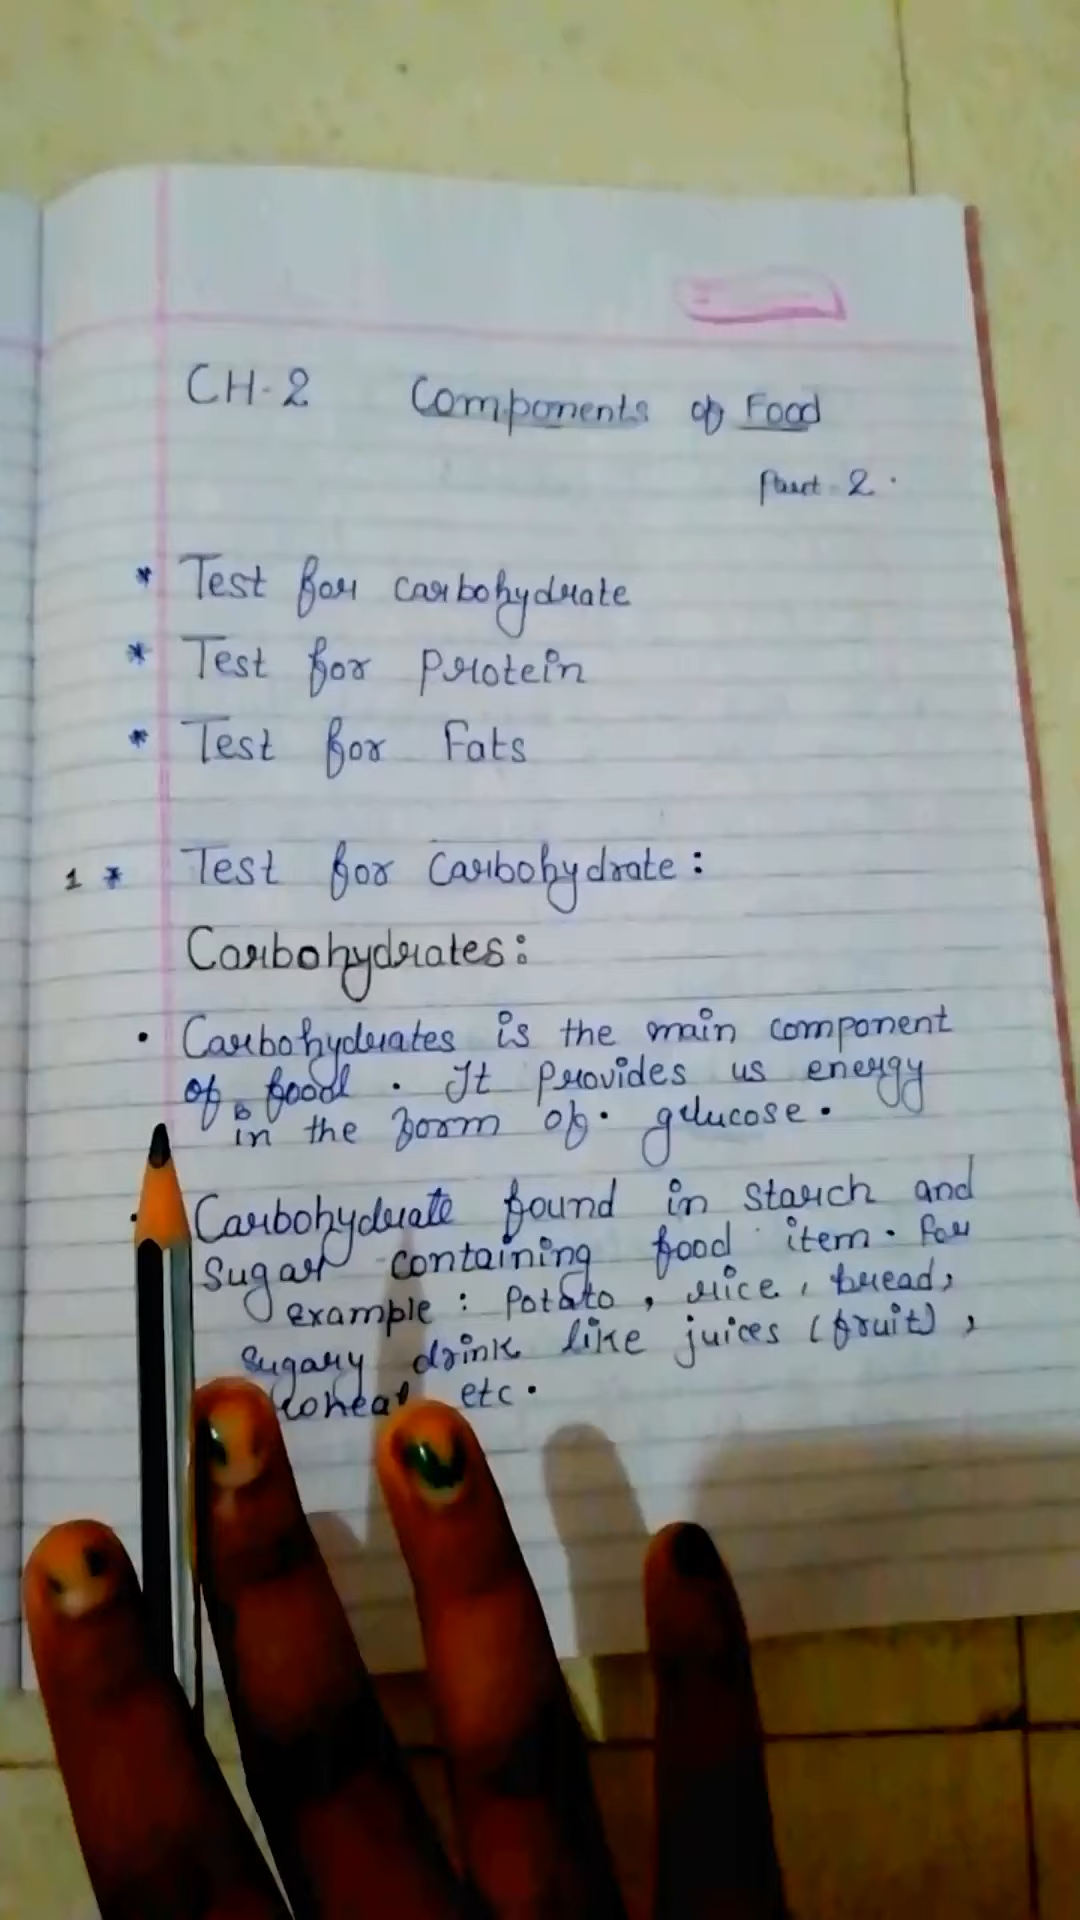 CH-2 Components of Food
Part-2.
* Test for carbohydrate
* Test for Protein
* Test for Fats
1 * Test for Carbohydrate:
Carbohydrates:
• Carbohydrates is the main component
of food. It Provides us energy
in the form of. glucose.
• Carbohydrate found in starch and
Sugar containing food item. For
example: Potato, rice, bread,
sugary drink like juices (fruit),
wheat etc.